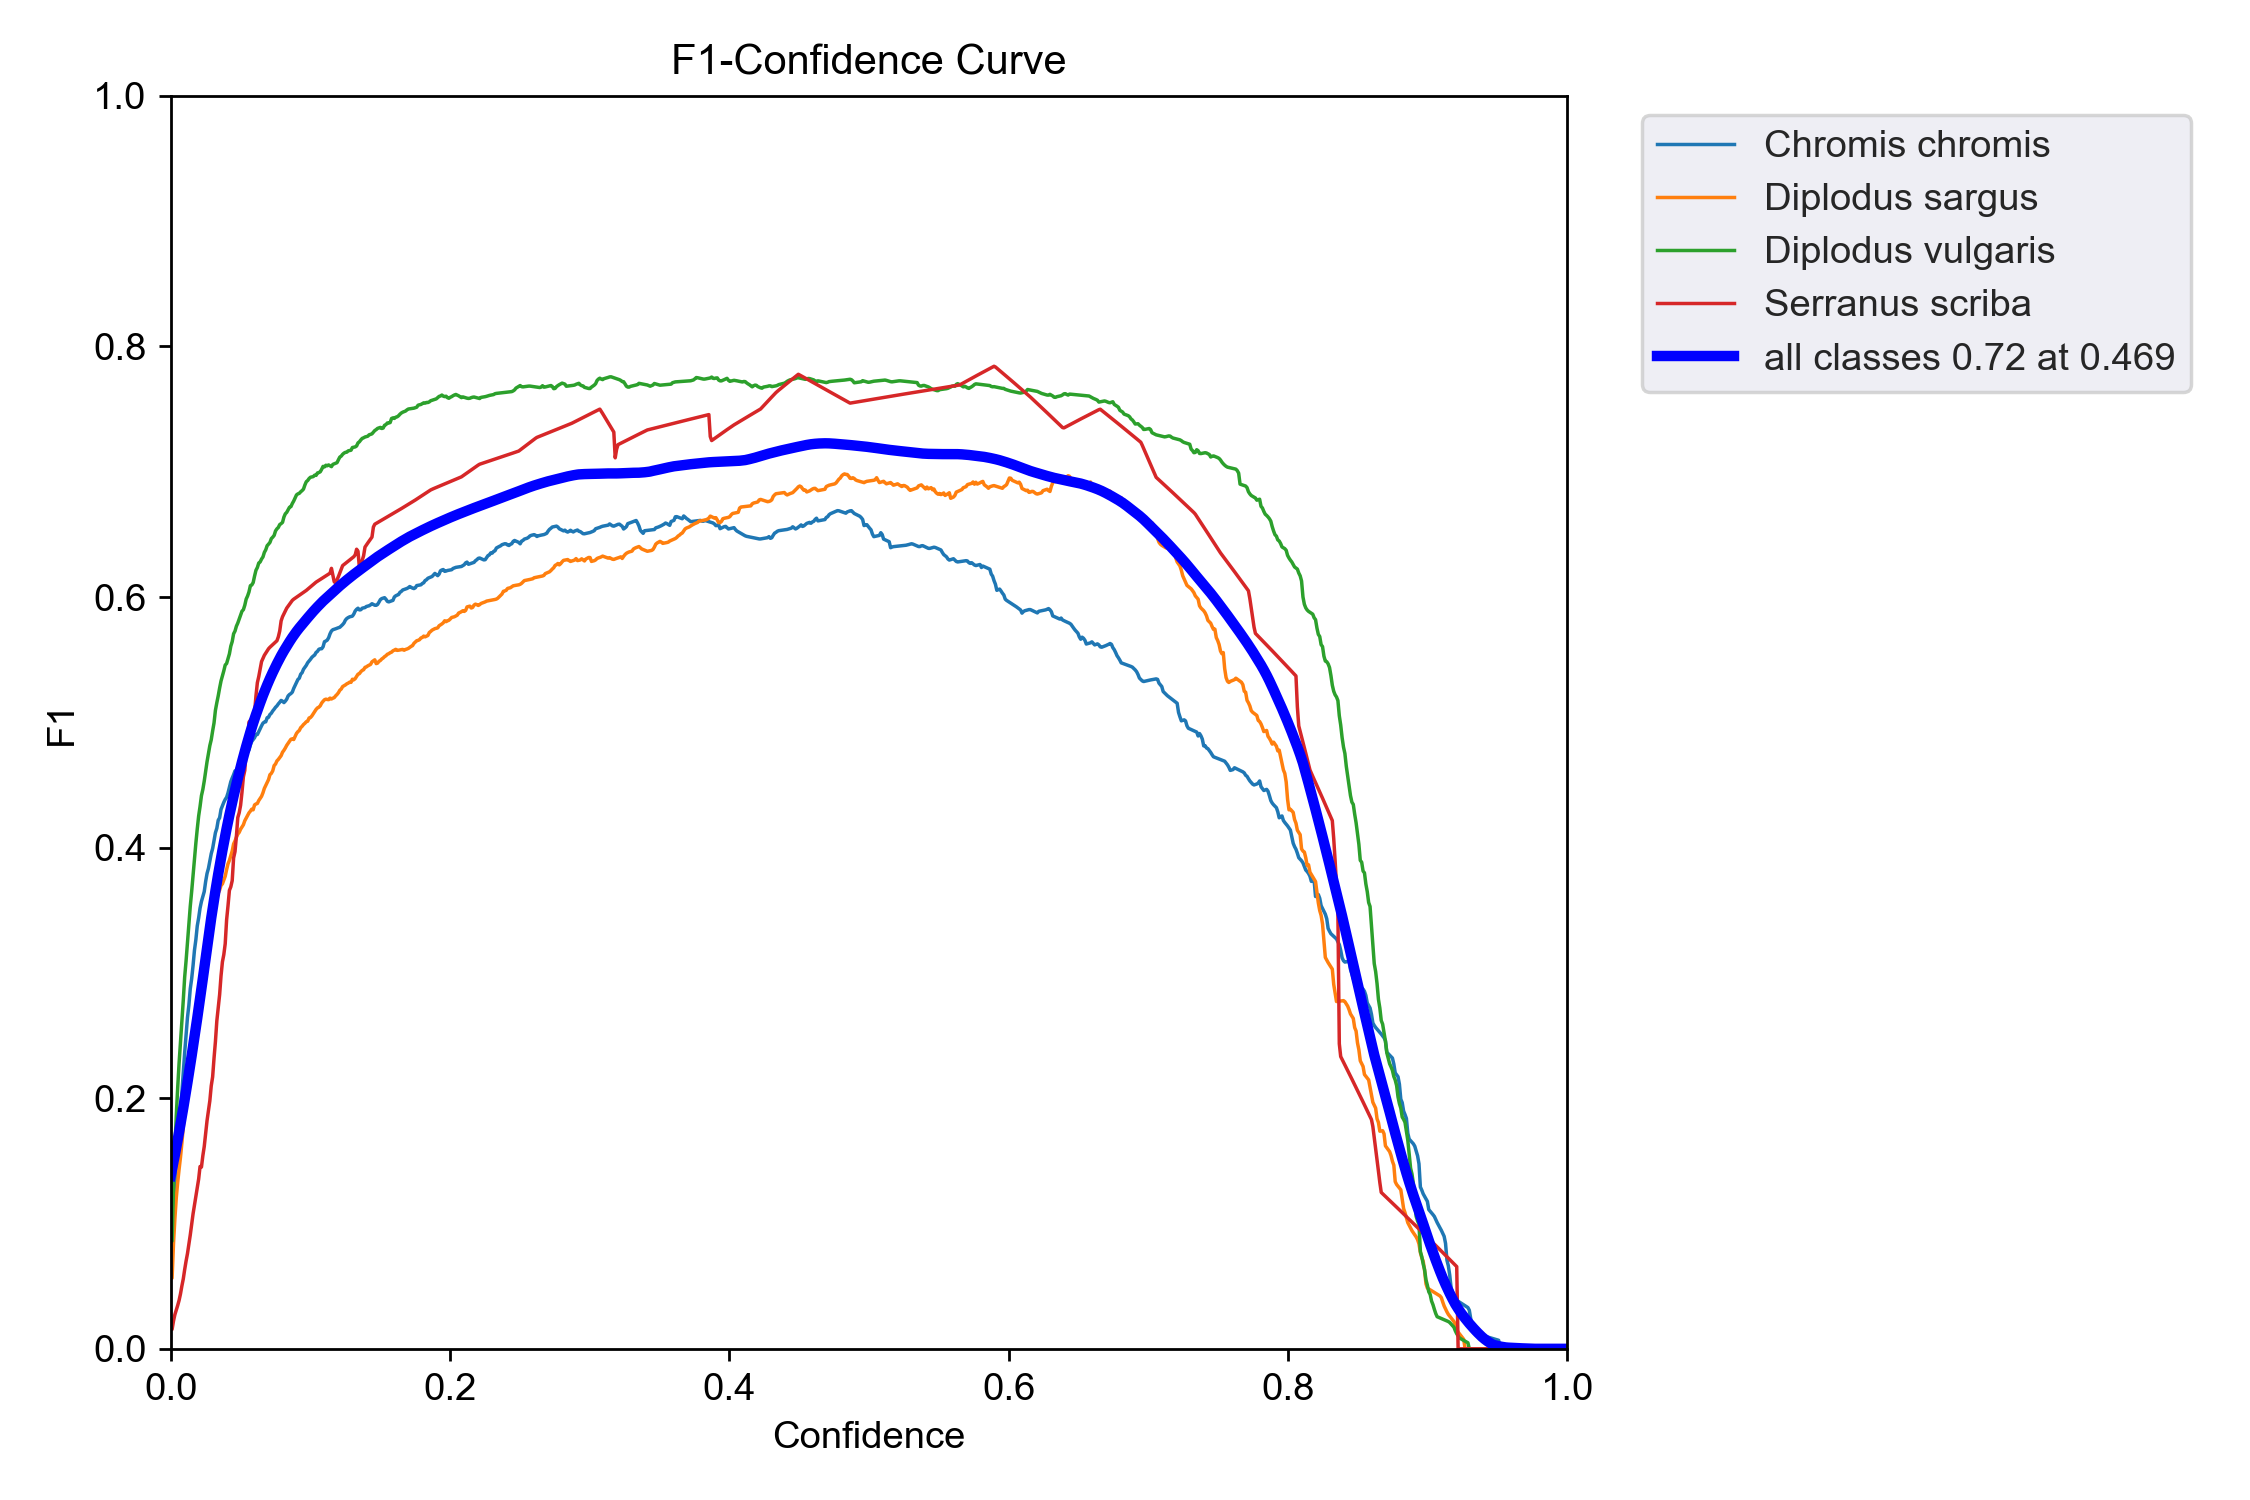 F1-Confidence Curve
1.0
0.8
0.6
0.4
0.2
0.0
F1
0.0 0.2 0.4 0.6 0.8 1.0
Confidence
Chromis chromis
Diplodus sargus
Diplodus vulgaris
Serranus scriba
all classes 0.72 at 0.469